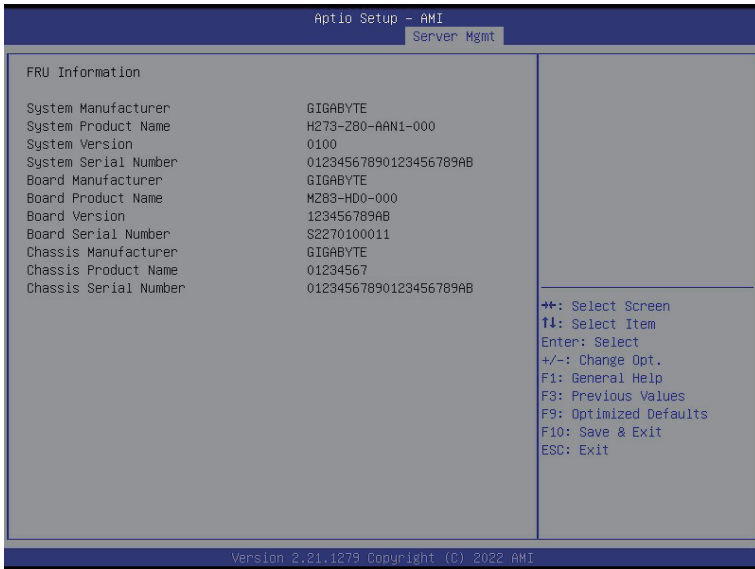 Aptio Setup – AMI
Server Mgmt
FRU Information
System Manufacturer GIGABYTE
System Product Name H273-Z80-AAN1-000
System Version 0100
System Serial Number 01234567890123456789AB
Board Manufacturer GIGABYTE
Board Product Name MZ83-HD0-000
Board Version 123456789AB
Board Serial Number S2270100011
Chassis Manufacturer GIGABYTE
Chassis Product Name 01234567
Chassis Serial Number 01234567890123456789AB
→←: Select Screen
↑↓: Select Item
Enter: Select
+/-: Change Opt.
F1: General Help
F3: Previous Values
F9: Optimized Defaults
F10: Save & Exit
ESC: Exit
Version 2.21.1279 Copyright (C) 2022 AMI